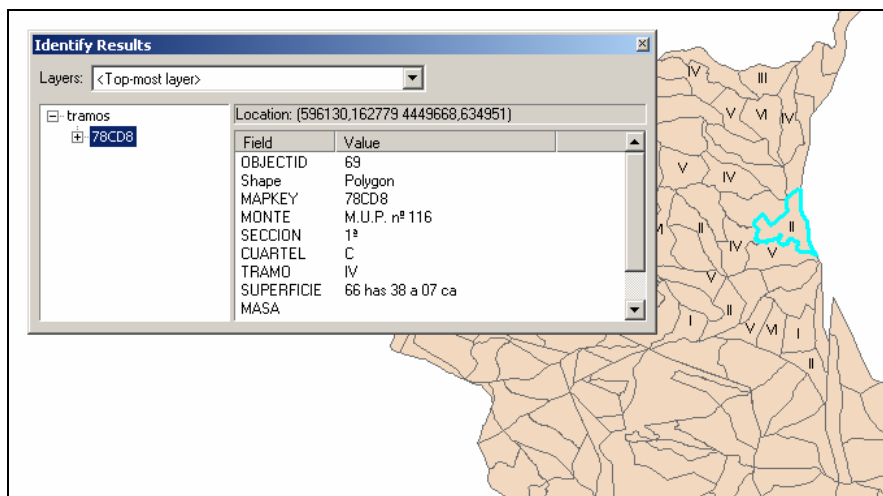 Identify Results
Layers: <Top-most layer>
tramos
78CD8
Location: (596130,162779 4449668,634951)
Field Value
OBJECTID 69
Shape Polygon
MAPKEY 78CD8
MONTE M.U.P. nº 116
SECCION 1ª
CUARTEL C
TRAMO IV
SUPERFICIE 66 has 38 a 07 ca
MASA
IV III
V VI IV
V IV
II II
IV V
V
I II V VI I
II